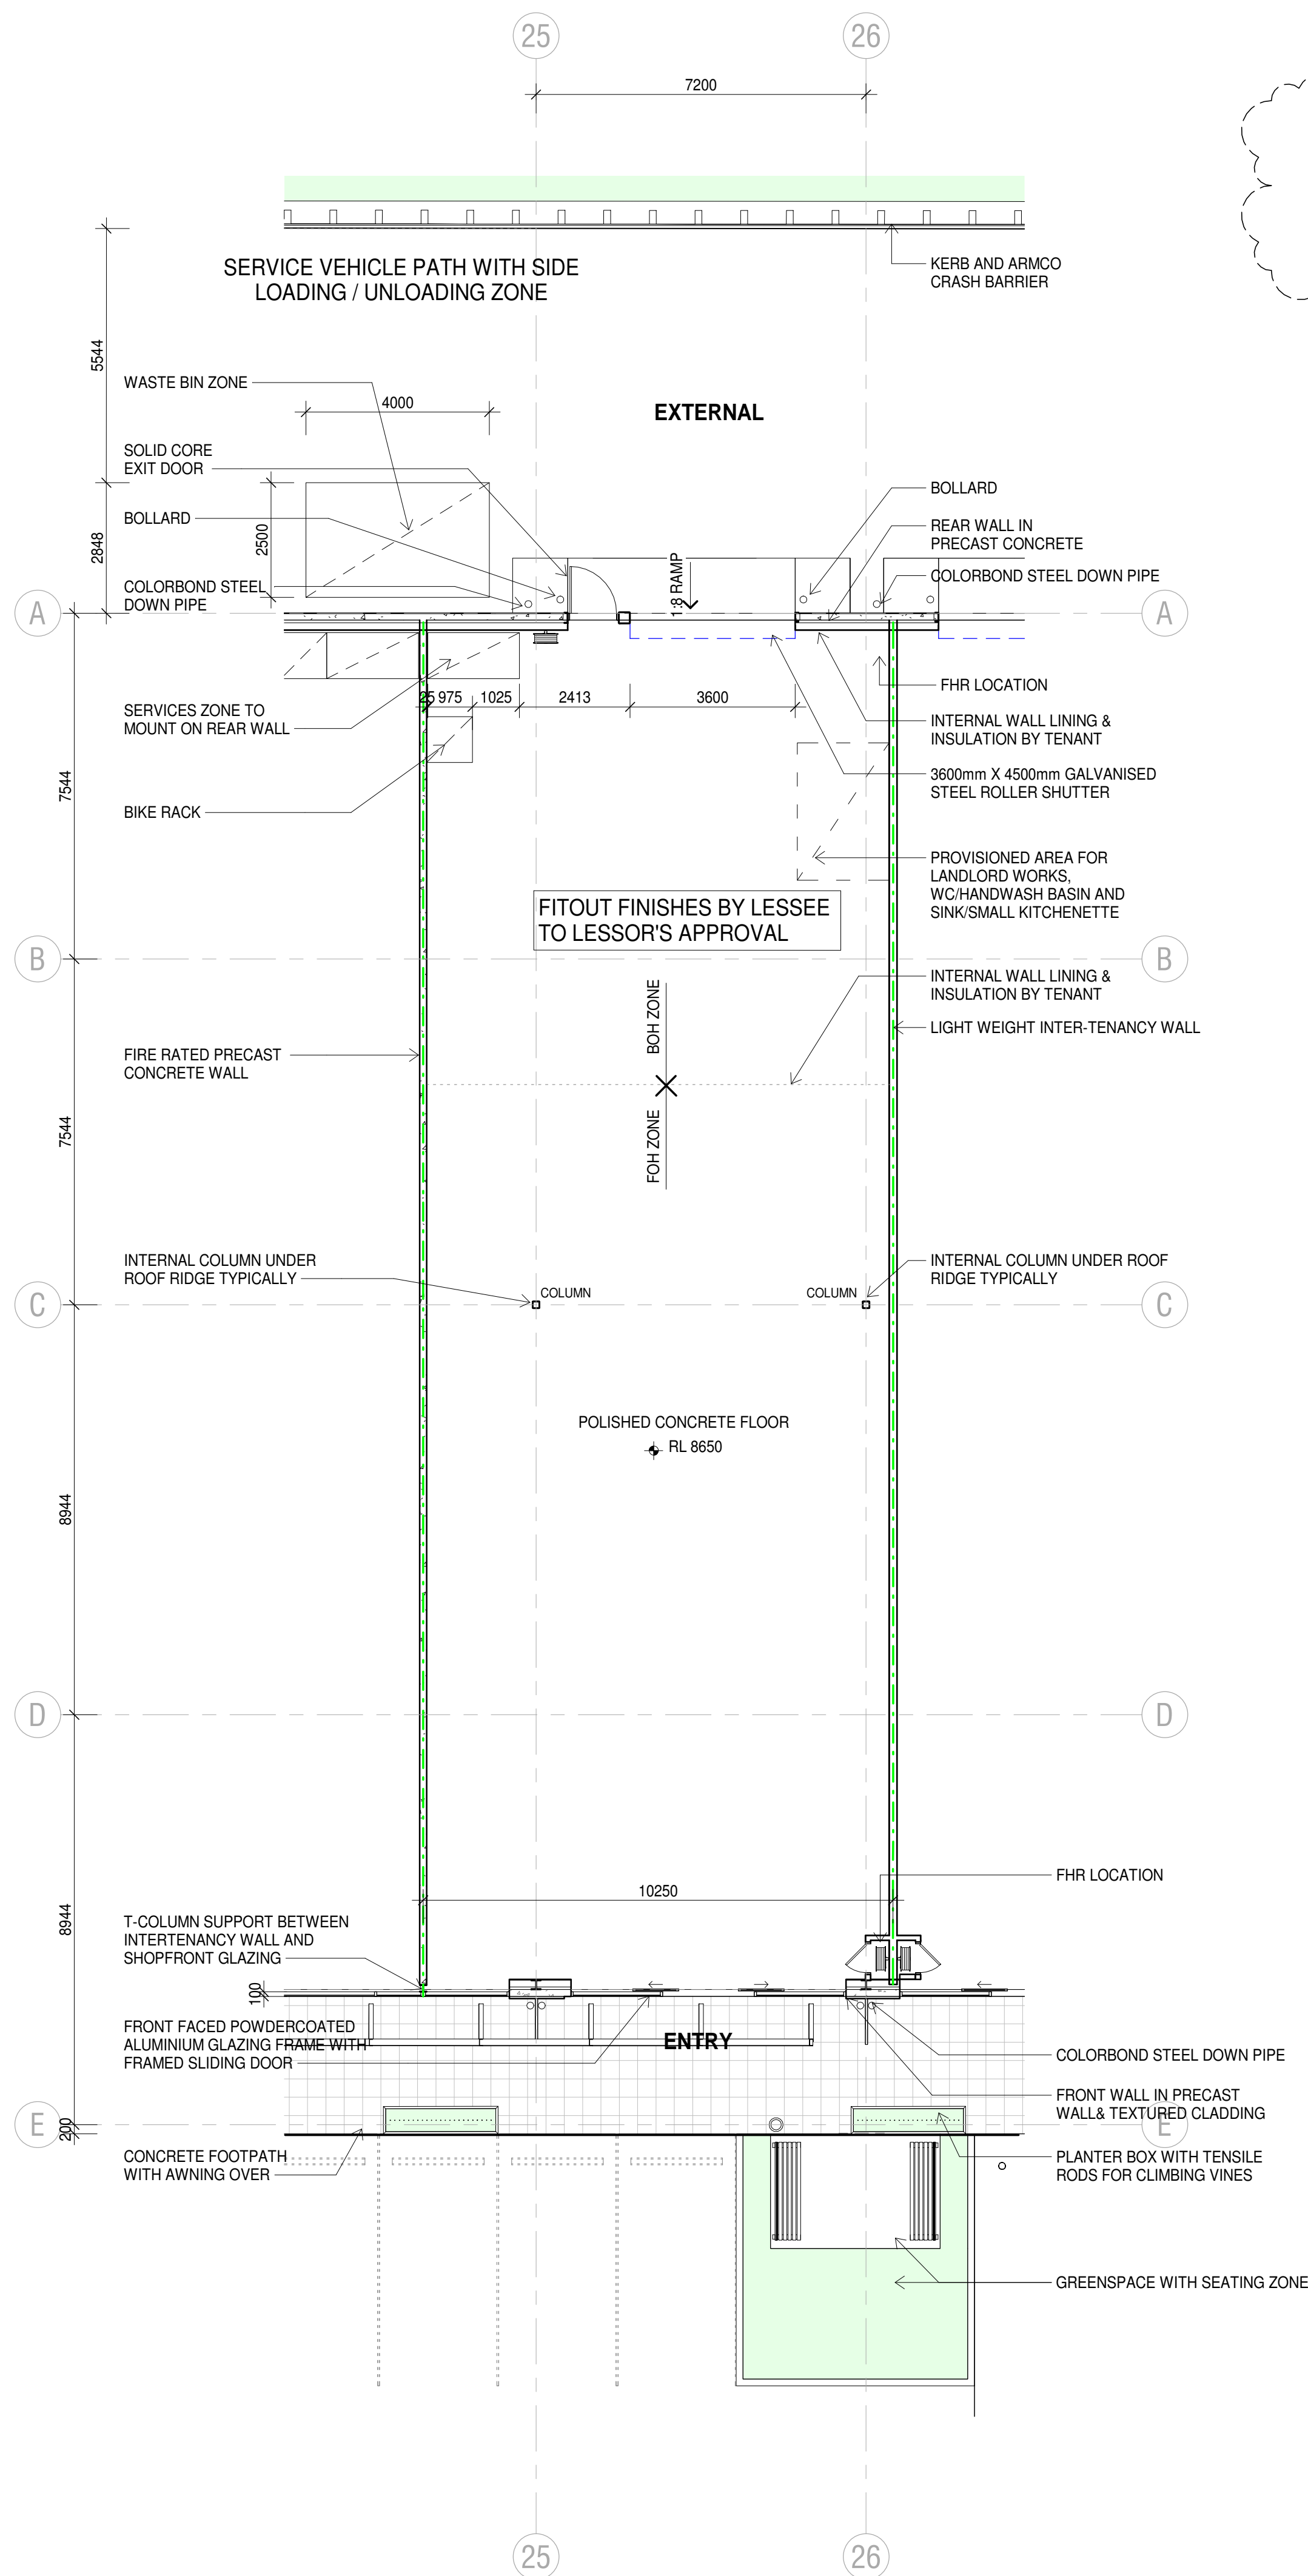 25
26
7200
SERVICE VEHICLE PATH WITH SIDE
LOADING / UNLOADING ZONE
KERB AND ARMCO
CRASH BARRIER
5544
WASTE BIN ZONE
4000
EXTERNAL
SOLID CORE
EXIT DOOR
BOLLARD
2848
2500
BOLLARD
REAR WALL IN
PRECAST CONCRETE
1:8 RAMP
COLORBOND STEEL
DOWN PIPE
COLORBOND STEEL DOWN PIPE
A
A
FHR LOCATION
25
975
1025
2413
3600
SERVICES ZONE TO
MOUNT ON REAR WALL
INTERNAL WALL LINING &
INSULATION BY TENANT
7544
3600mm X 4500mm GALVANISED
STEEL ROLLER SHUTTER
BIKE RACK
PROVISIONED AREA FOR
LANDLORD WORKS,
WC/HANDWASH BASIN AND
SINK/SMALL KITCHENETTE
FITOUT FINISHES BY LESSEE
TO LESSOR'S APPROVAL
B
B
INTERNAL WALL LINING &
INSULATION BY TENANT
BOH ZONE
LIGHT WEIGHT INTER-TENANCY WALL
FIRE RATED PRECAST
CONCRETE WALL
7544
FOH ZONE
INTERNAL COLUMN UNDER
ROOF RIDGE TYPICALLY
INTERNAL COLUMN UNDER ROOF
RIDGE TYPICALLY
COLUMN
COLUMN
C
C
POLISHED CONCRETE FLOOR
RL 8650
8944
D
D
FHR LOCATION
10250
8944
T-COLUMN SUPPORT BETWEEN
INTERTENANCY WALL AND
SHOPFRONT GLAZING
100
FRONT FACED POWDERCOATED
ALUMINIUM GLAZING FRAME WITH
FRAMED SLIDING DOOR
ENTRY
COLORBOND STEEL DOWN PIPE
FRONT WALL IN PRECAST
WALL& TEXTURED CLADDING
E
200
E
CONCRETE FOOTPATH
WITH AWNING OVER
PLANTER BOX WITH TENSILE
RODS FOR CLIMBING VINES
GREENSPACE WITH SEATING ZONE
25
26